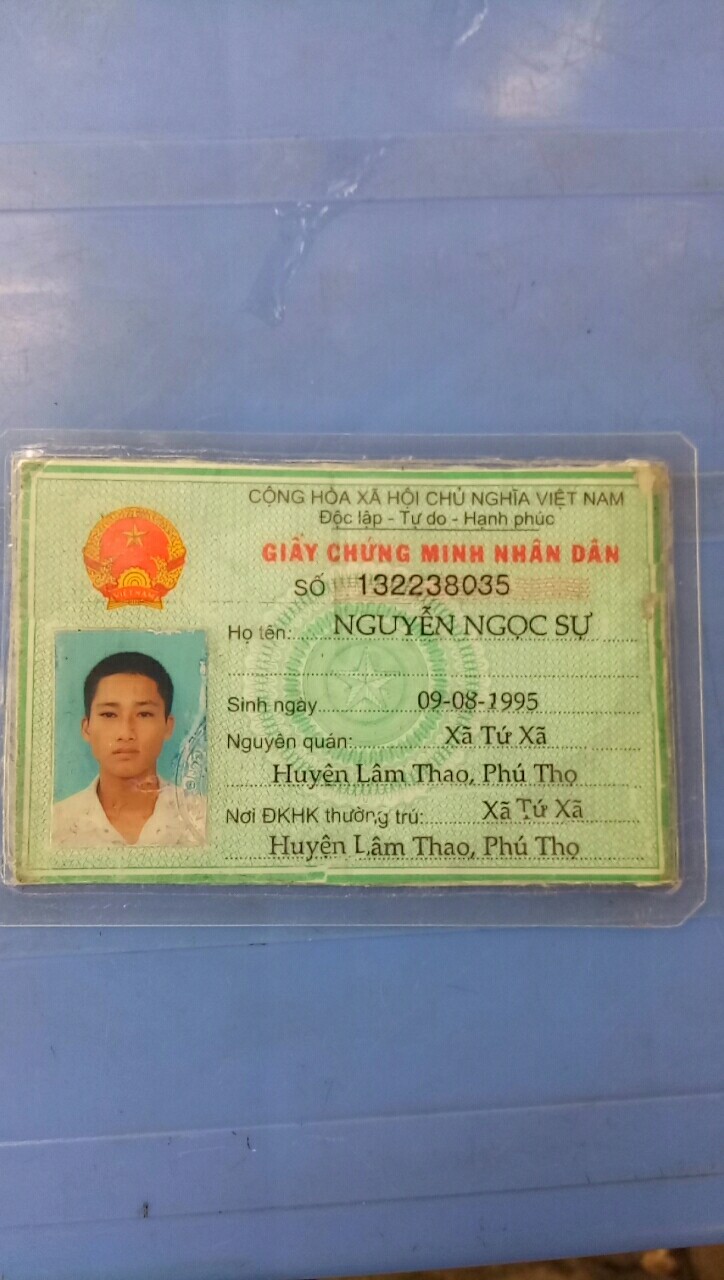 CỘNG HÒA XÃ HỘI CHỦ NGHĨA VIỆT NAM
Độc lập - Tự do - Hạnh phúc
GIẤY CHỨNG MINH NHÂN DÂN
SỐ 132238035
VIETNAM
Họ tên: NGUYỄN NGỌC SỰ
Sinh ngày 09-08-1995
Nguyên quán: Xã Tứ Xã
Huyện Lâm Thao, Phú Thọ
Nơi ĐKHK thường trú: Xã Tứ Xã
Huyện Lâm Thao, Phú Thọ